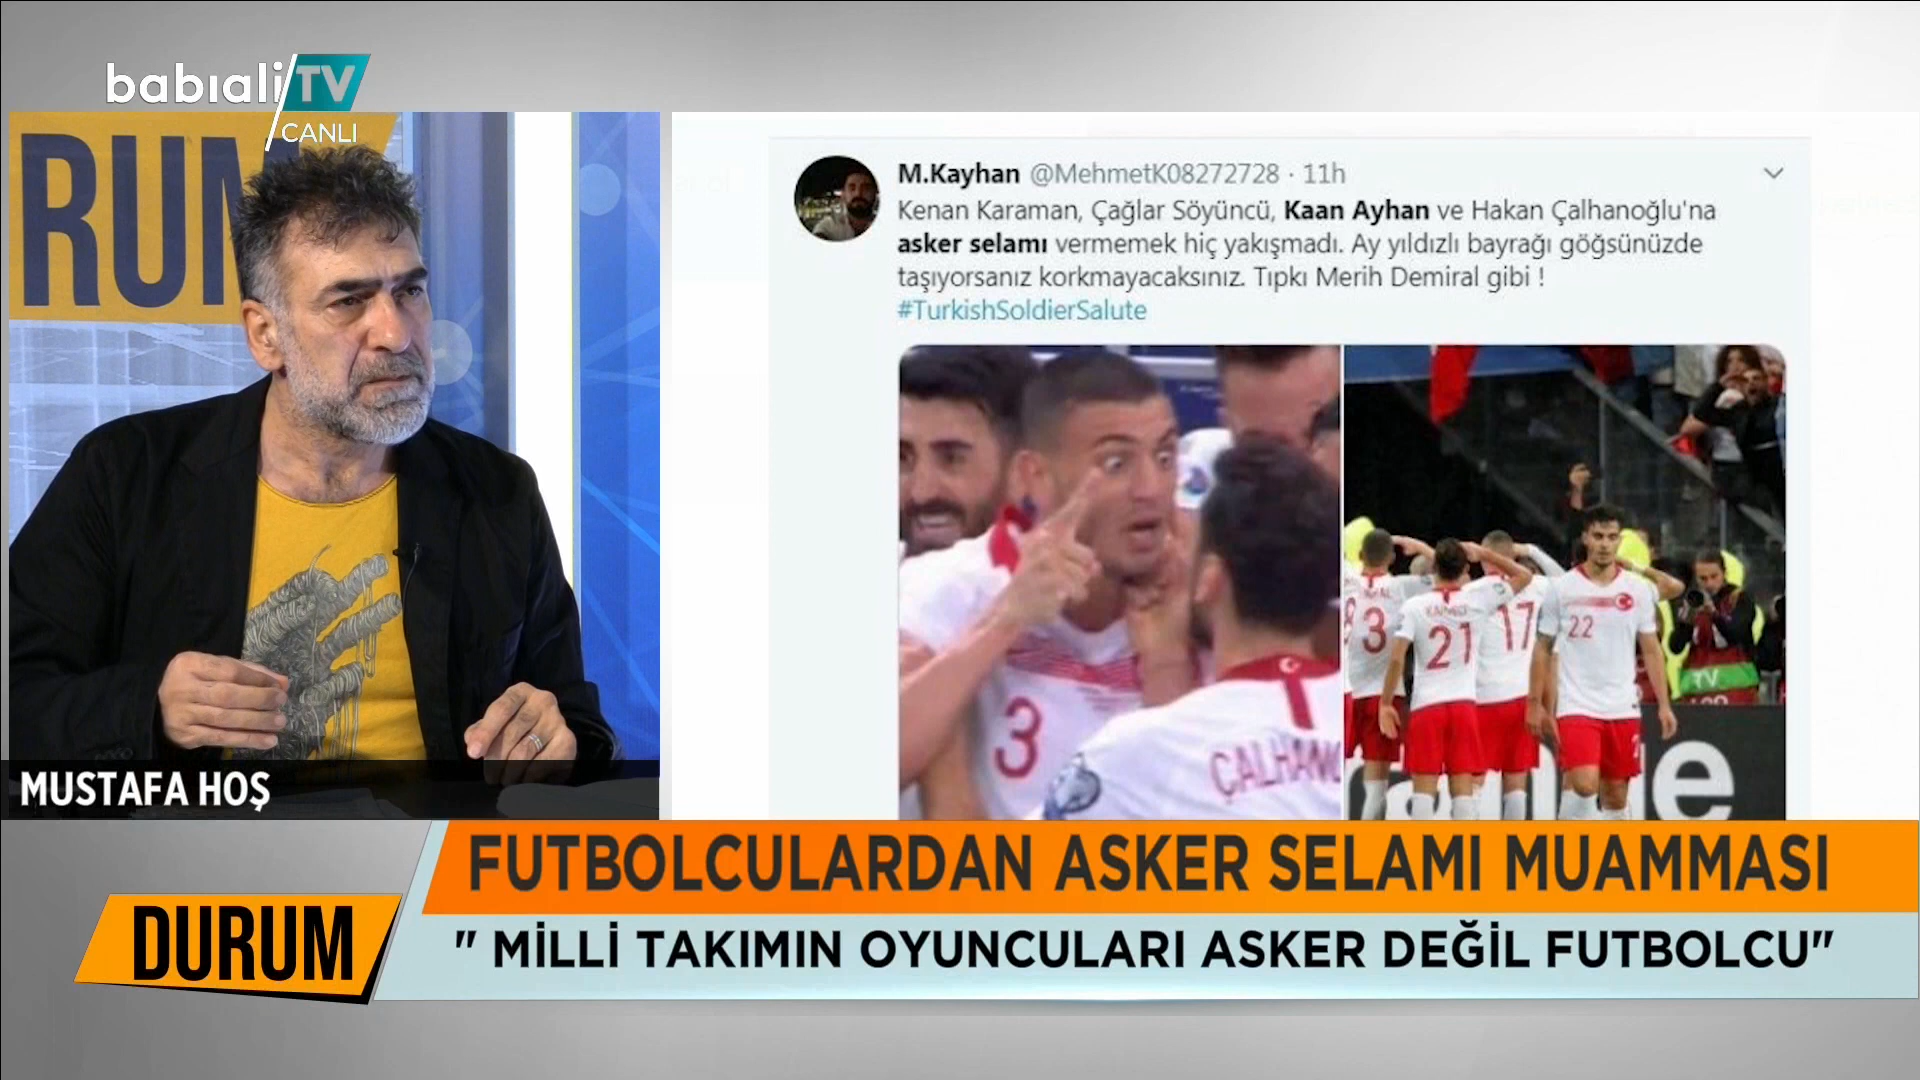 babıali TV
CANLI
RUM
M.Kayhan @MehmetK08272728 · 11h
Kenan Karaman, Çağlar Söyüncü, Kaan Ayhan ve Hakan Çalhanoğlu'na
asker selamı vermemek hiç yakışmadı. Ay yıldızlı bayrağı göğsünüzde
taşıyorsanız korkmayacaksınız. Tıpkı Merih Demiral gibi !
#TurkishSoldierSalute
3
ÇALHANO
3
21
17
22
TV
MUSTAFA HOŞ
FUTBOLCULARDAN ASKER SELAMI MUAMMASI
DURUM
" MİLLİ TAKIMIN OYUNCULARI ASKER DEĞİL FUTBOLCU"